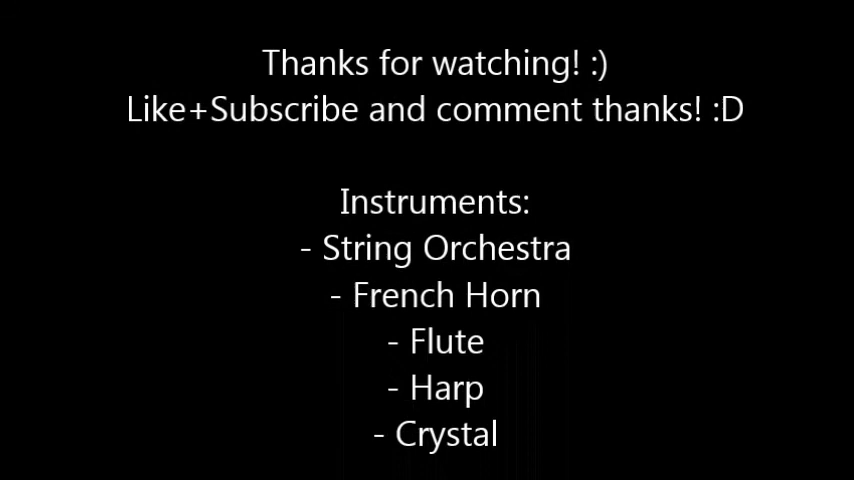 Thanks for watching! :)
Like+Subscribe and comment thanks! :D
Instruments:
- String Orchestra
- French Horn
- Flute
- Harp
- Crystal